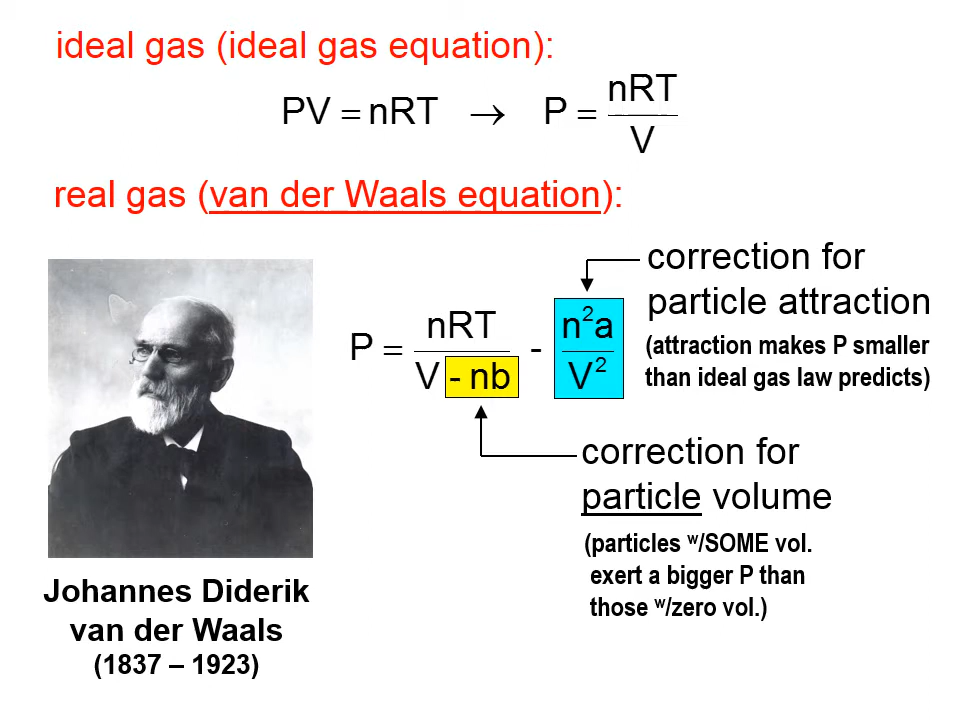 ideal gas (ideal gas equation):
PV = nRT → P = nRT/V
real gas (van der Waals equation):
correction for
particle attraction
(attraction makes P smaller
than ideal gas law predicts)
P = nRT/(V - nb) - n²a/V²
correction for
particle volume
(particles w/SOME vol.
exert a bigger P than
those w/zero vol.)
Johannes Diderik
van der Waals
(1837 – 1923)